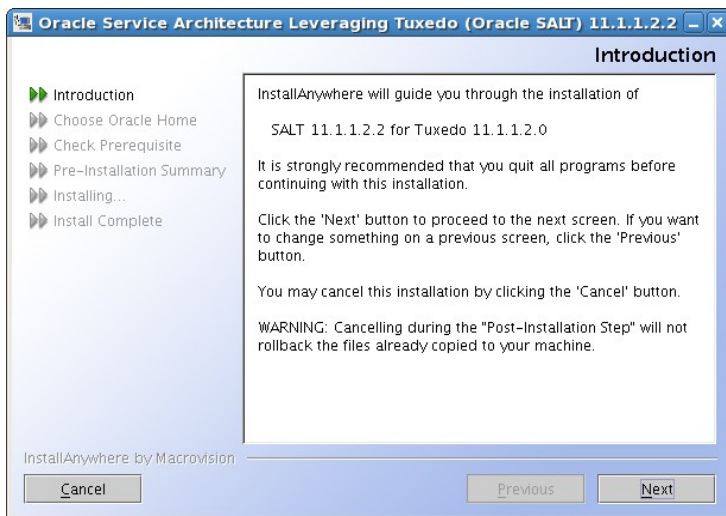 Oracle Service Architecture Leveraging Tuxedo (Oracle SALT) 11.1.1.2.2
Introduction
Introduction
Choose Oracle Home
Check Prerequisite
Pre-Installation Summary
Installing...
Install Complete
InstallAnywhere will guide you through the installation of
SALT 11.1.1.2.2 for Tuxedo 11.1.1.2.0
It is strongly recommended that you quit all programs before
continuing with this installation.
Click the 'Next' button to proceed to the next screen. If you want
to change something on a previous screen, click the 'Previous'
button.
You may cancel this installation by clicking the 'Cancel' button.
WARNING: Cancelling during the "Post-Installation Step" will not
rollback the files already copied to your machine.
InstallAnywhere by Macrovision
Cancel
Previous
Next